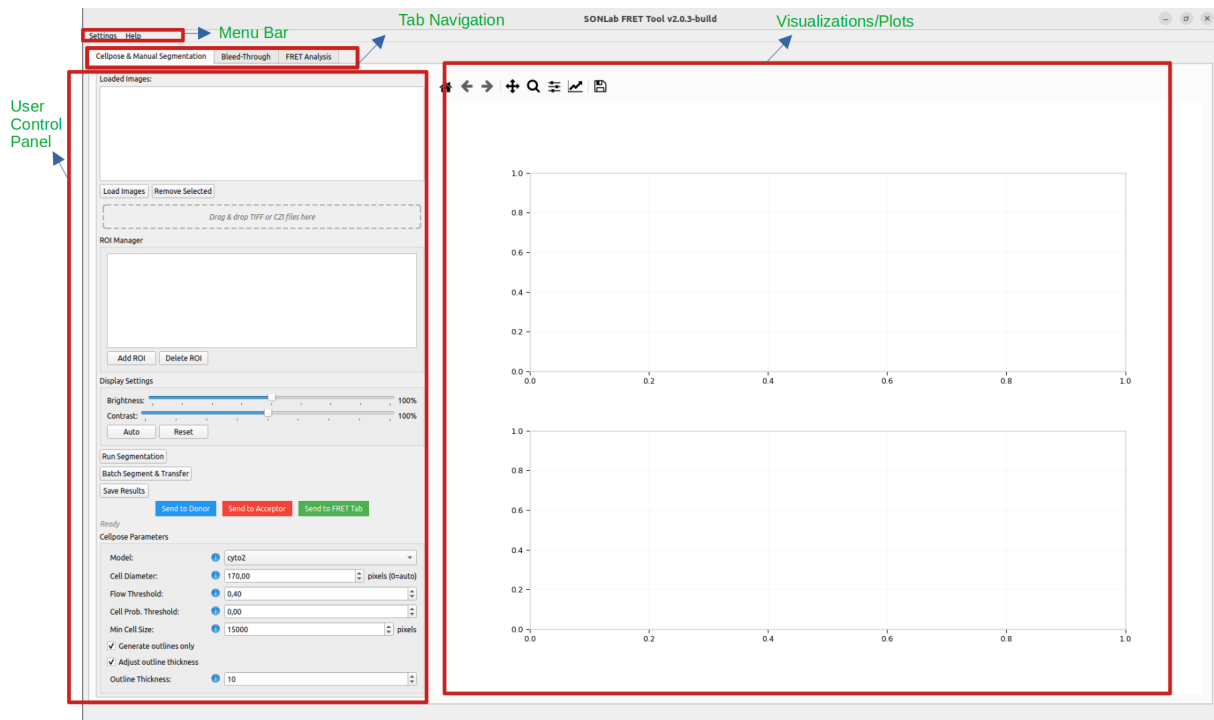 Tab Navigation
SONLab FRET Tool v2.0.3-build
Visualizations/Plots
Settings Help
Menu Bar
Cellpose & Manual Segmentation Bleed-Through FRET Analysis
User
Control
Panel
Loaded Images:
Load Images Remove Selected
Drag & drop TIFF or CZI files here
ROI Manager
Add ROI Delete ROI
Display Settings
Brightness: 100%
Contrast: 100%
Auto Reset
Run Segmentation
Batch Segment & Transfer
Save Results
Send to Donor Send to Acceptor Send to FRET Tab
Ready
Cellpose Parameters
Model: cyto2
Cell Diameter: 170,00 pixels (0=auto)
Flow Threshold: 0,40
Cell Prob. Threshold: 0,00
Min Cell Size: 15000 pixels
Generate outlines only
Adjust outline thickness
Outline Thickness: 10
1.0
0.8
0.6
0.4
0.2
0.0
0.0 0.2 0.4 0.6 0.8 1.0
1.0
0.8
0.6
0.4
0.2
0.0
0.0 0.2 0.4 0.6 0.8 1.0